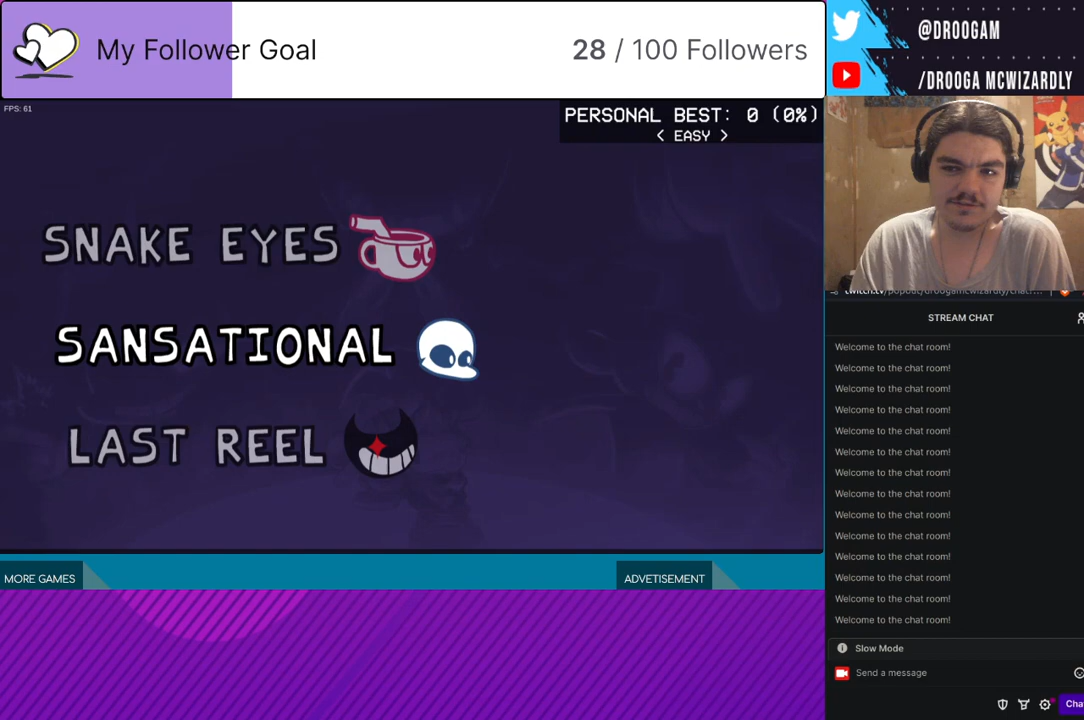 My Follower Goal
28 / 100 Followers
@DROOGAM
/DROOGA MCWIZARDLY
FPS: 61
PERSONAL BEST: 0 (0%)
< EASY >
SNAKE EYES
SANSATIONAL
LAST REEL
MORE GAMES
ADVETISEMENT
STREAM CHAT
Welcome to the chat room!
Welcome to the chat room!
Welcome to the chat room!
Welcome to the chat room!
Welcome to the chat room!
Welcome to the chat room!
Welcome to the chat room!
Welcome to the chat room!
Welcome to the chat room!
Welcome to the chat room!
Welcome to the chat room!
Welcome to the chat room!
Welcome to the chat room!
Welcome to the chat room!
Slow Mode
Send a message
Cha